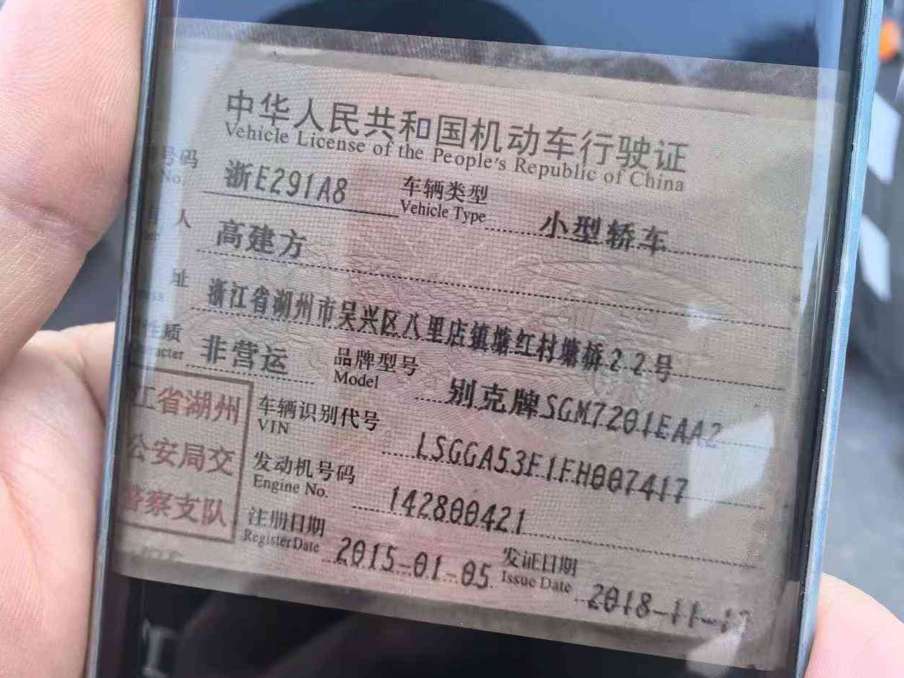 中华人民共和国机动车行驶证
Vehicle License of the People's Republic of China
号码 浙E291A8 车辆类型 小型轿车
No. Vehicle Type
人 高建方
址 浙江省湖州市吴兴区八里店镇塘红村塘桥22号
性质 非营运 品牌型号 别克牌SGM7201EAA2
Model
江省湖州
公安局交
警察支队
车辆识别代号 LSGGA53E1FH007417
VIN
发动机号码 142800421
Engine No.
注册日期 2015-01-05 发证日期 2018-11-
Register Date Issue Date